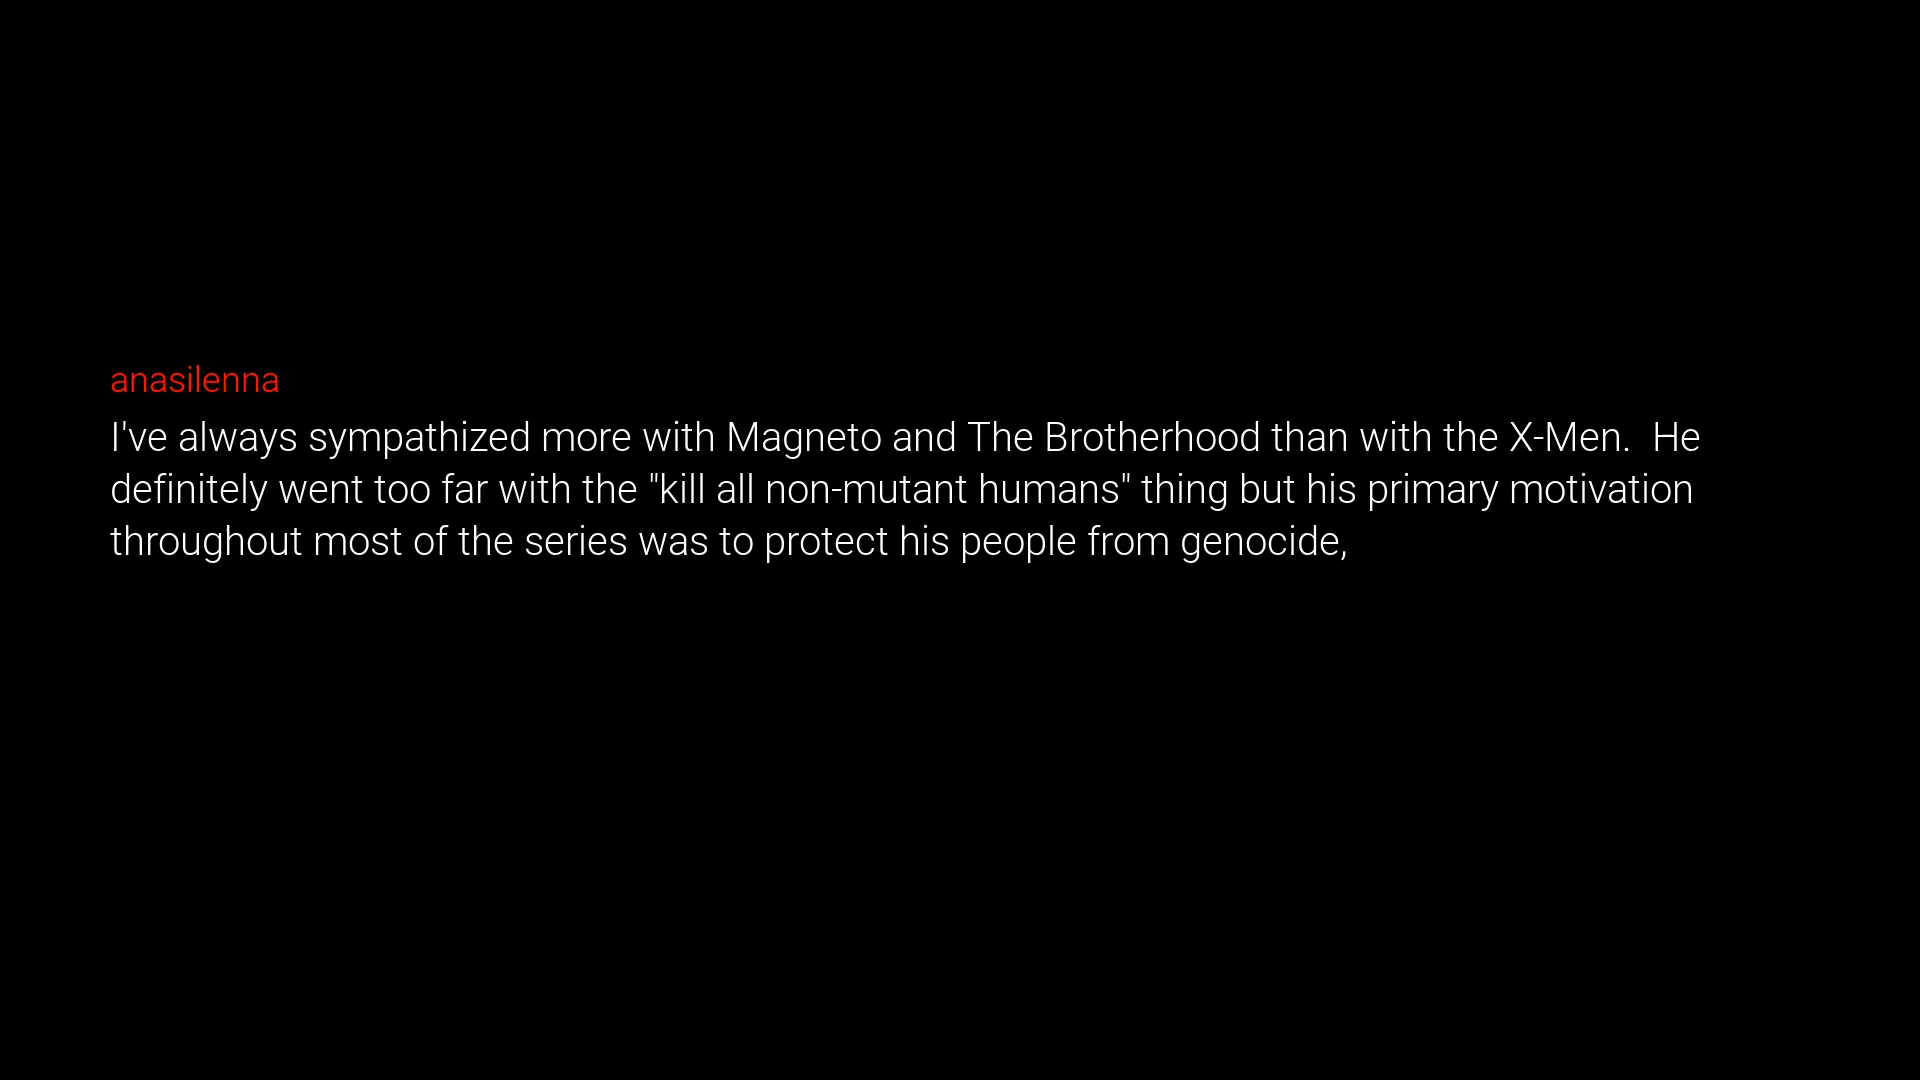 anasilenna
I've always sympathized more with Magneto and The Brotherhood than with the X-Men.  He
definitely went too far with the "kill all non-mutant humans" thing but his primary motivation
throughout most of the series was to protect his people from genocide,